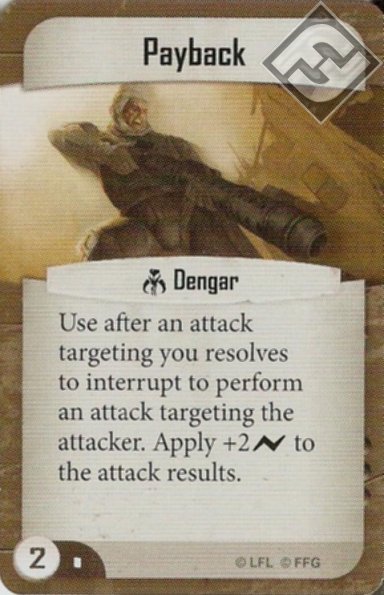 Payback
Dengar
Use after an attack
targeting you resolves
to interrupt to perform
an attack targeting the
attacker. Apply +2 to
the attack results.
2
© LFL © FFG